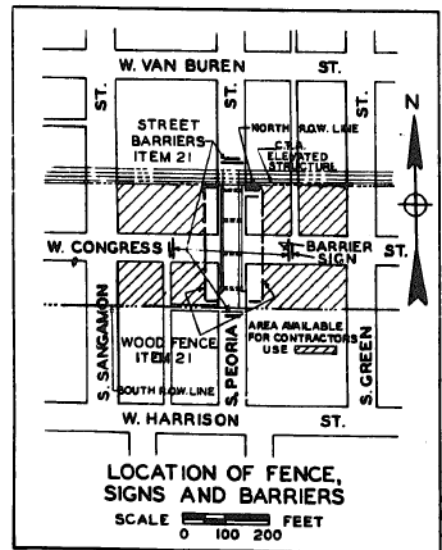 W. VAN BUREN ST.
ST.
ST.
ST.
N
STREET
BARRIERS
ITEM 21
NORTH R.O.W. LINE
C.T.A.
ELEVATED
STRUCTURE
W. CONGRESS ST.
BARRIER
SIGN
WOOD FENCE
ITEM 21
AREA AVAILABLE
FOR CONTRACTORS
USE
S. SANGAMON
S. PEORIA
S. GREEN
SOUTH R.O.W. LINE
W. HARRISON ST.
LOCATION OF FENCE,
SIGNS AND BARRIERS
SCALE FEET
0 100 200